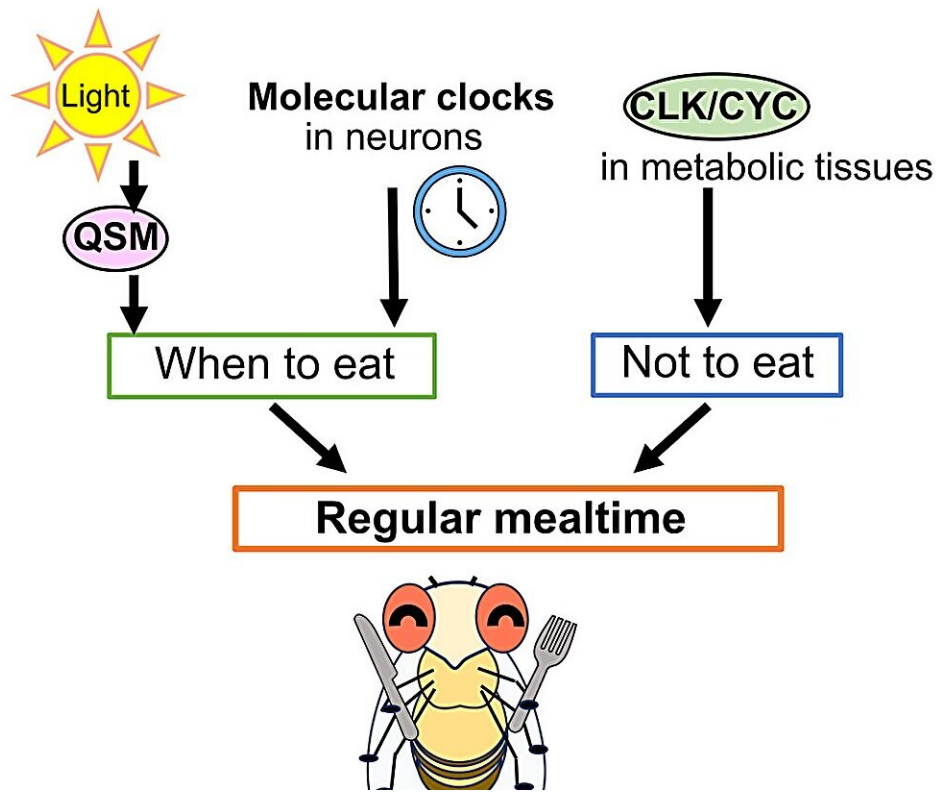 Light
Molecular clocks
in neurons
CLK/CYC
in metabolic tissues
QSM
When to eat
Not to eat
Regular mealtime